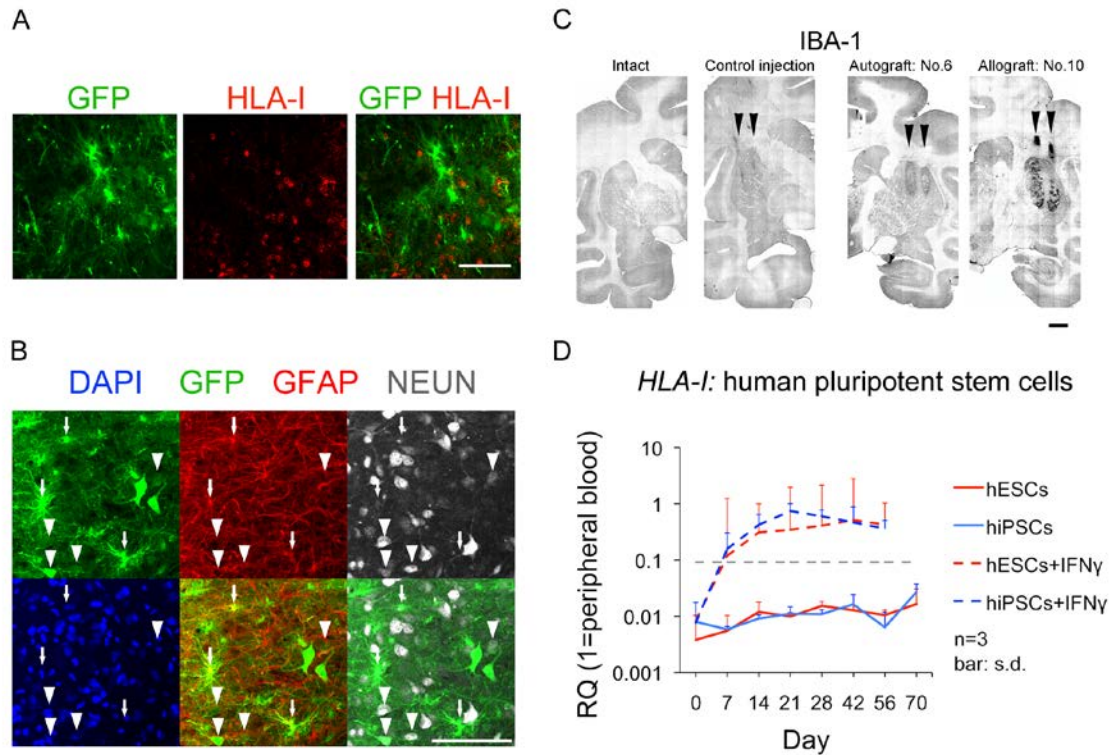 A
GFP
HLA-I
GFP HLA-I
B
DAPI GFP GFAP NEUN
C
IBA-1
Intact
Control injection
Autograft: No.6
Allograft: No.10
D
HLA-I: human pluripotent stem cells
RQ (1=peripheral blood)
10
1
0.1
0.01
0.001
0 7 14 21 28 42 56 70
Day
hESCs
hiPSCs
hESCs+IFNγ
hiPSCs+IFNγ
n=3
bar: s.d.